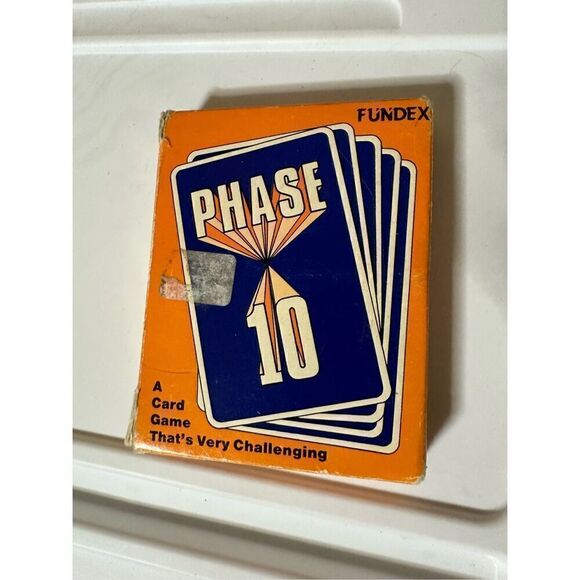 FUNDEX
PHASE
10
A
Card
Game
That's Very Challenging